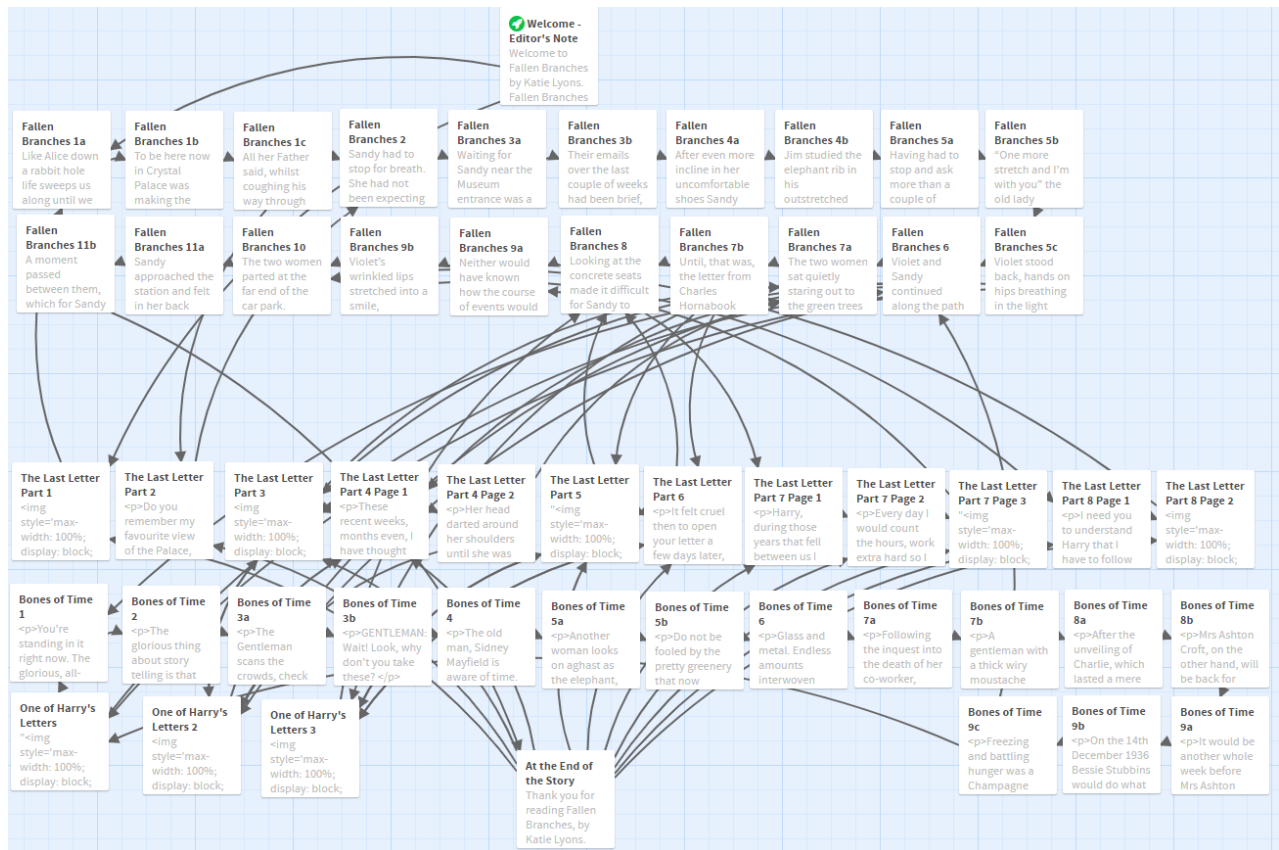 Welcome -
Editor's Note
Welcome to
Fallen Branches
by Katie Lyons.
Fallen Branches
Fallen
Branches 1a
Like Alice down
a rabbit hole
life sweeps us
along until we
Fallen
Branches 1b
To be here now
in Crystal
Palace was
making the
Fallen
Branches 1c
All her Father
said, whilst
coughing his
way through
Fallen
Branches 2
Sandy had to
stop for breath.
She had not
been expecting
Fallen
Branches 3a
Waiting for
Sandy near the
Museum
entrance was a
Fallen
Branches 3b
Their emails
over the last
couple of weeks
had been brief,
Fallen
Branches 4a
After even more
incline in her
uncomfortable
shoes Sandy
Fallen
Branches 4b
Jim studied the
elephant rib in
his
outstretched
Fallen
Branches 5a
Having had to
stop and ask
more than a
couple of
Fallen
Branches 5b
"One more
stretch and I'm
with you" the
old lady
Fallen
Branches 11b
A moment
passed
between them,
which for Sandy
Fallen
Branches 11a
Sandy
approached the
station and felt
in her back
Fallen
Branches 10
The two women
parted at the
far end of the
car park.
Fallen
Branches 9b
Violet's
wrinkled lips
stretched into a
smile,
Fallen
Branches 9a
Neither would
have known
how the course
of events would
Fallen
Branches 8
Looking at the
concrete seats
made it difficult
for Sandy to
Fallen
Branches 7b
Until, that was,
the letter from
Charles
Hornabook
Fallen
Branches 7a
The two women
sat quietly
staring out to
the green trees
Fallen
Branches 6
Violet and
Sandy
continued
along the path
Fallen
Branches 5c
Violet stood
back, hands on
hips breathing
in the light
The Last Letter
Part 1
<img
style='max-
width: 100%;
display: block;
The Last Letter
Part 2
<p>Do you
remember my
favourite view
of the Palace,
The Last Letter
Part 3
<img
style='max-
width: 100%;
display: block;
The Last Letter
Part 4 Page 1
<p>These
recent weeks,
months even, I
have thought
The Last Letter
Part 4 Page 2
<p>Her head
darted around
her shoulders
until she was
The Last Letter
Part 5
"<img
style='max-
width: 100%;
display: block;
The Last Letter
Part 6
<p>It felt cruel
then to open
your letter a
few days later,
The Last Letter
Part 7 Page 1
<p>Harry,
during those
years that fell
between us I
The Last Letter
Part 7 Page 2
<p>Every day I
would count
the hours, work
extra hard so I
The Last Letter
Part 7 Page 3
"<img
style='max-
width: 100%;
display: block;
The Last Letter
Part 8 Page 1
<p>I need you
to understand
Harry that I
have to follow
The Last Letter
Part 8 Page 2
<img
style='max-
width: 100%;
display: block;
Bones of Time
1
<p>You're
standing in it
right now. The
glorious, all-
Bones of Time
2
<p>The
glorious thing
about story
telling is that
Bones of Time
3a
<p>The
Gentleman
scans the
crowds, check
Bones of Time
3b
<p>GENTLEMAN:
Wait! Look, why
don't you take
these? </p>
Bones of Time
4
<p>The old
man, Sidney
Mayfield is
aware of time.
Bones of Time
5a
<p>Another
woman looks
on aghast as
the elephant,
Bones of Time
5b
<p>Do not be
fooled by the
pretty greenery
that now
Bones of Time
6
<p>Glass and
metal. Endless
amounts
interwoven
Bones of Time
7a
<p>Following
the inquest into
the death of her
co-worker,
Bones of Time
7b
<p>A
gentleman with
a thick wiry
moustache
Bones of Time
8a
<p>After the
unveiling of
Charlie, which
lasted a mere
Bones of Time
8b
<p>Mrs Ashton
Croft, on the
other hand, will
be back for
One of Harry's
Letters
"<img
style='max-
width: 100%;
display: block;
One of Harry's
Letters 2
<img
style='max-
width: 100%;
display: block;
One of Harry's
Letters 3
<img
style='max-
width: 100%;
display: block;
At the End of
the Story
Thank you for
reading Fallen
Branches, by
Katie Lyons.
Bones of Time
9c
<p>Freezing
and battling
hunger was a
Champagne
Bones of Time
9b
<p>On the 14th
December 1936
Bessie Stubbins
would do what
Bones of Time
9a
<p>It would be
another whole
week before
Mrs Ashton